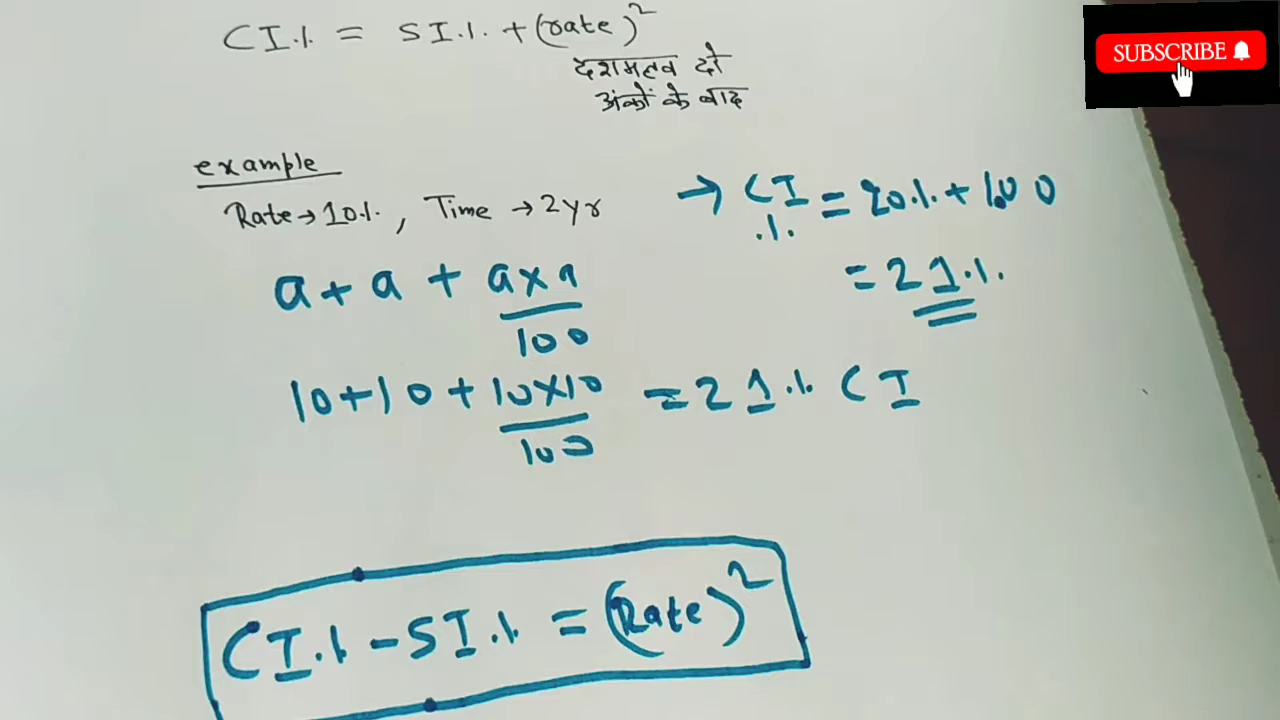 CI.%. = SI.%. + (rate)²
दशमलव दो
अंकों के बाद
example
Rate → 10%, Time → 2yr
a + a + a×a/100
10+10 + 10×10/100 = 21% CI
→ CI% = 20% + 1.00
= 21%
CI% - SI% = (Rate)²
SUBSCRIBE